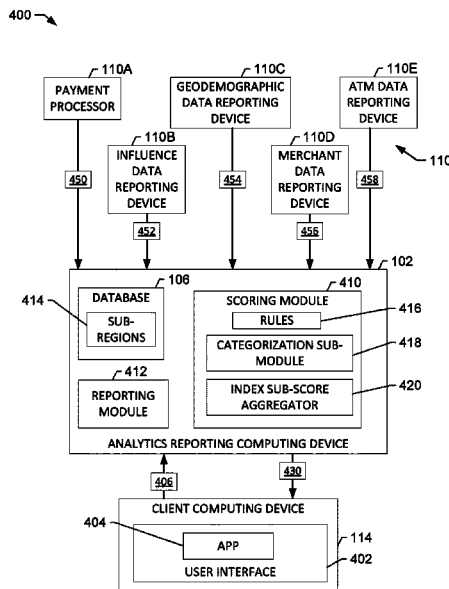 400
110A
PAYMENT
PROCESSOR
110C
GEODEMOGRAPHIC
DATA REPORTING
DEVICE
110E
ATM DATA
REPORTING
DEVICE
110B
INFLUENCE DATA
REPORTING
DEVICE
110D
MERCHANT DATA
REPORTING
DEVICE
110
450
452
454
456
458
102
106
DATABASE
414
SUB-
REGIONS
410
SCORING MODULE
RULES
416
CATEGORIZATION SUB-
MODULE
418
412
REPORTING
MODULE
INDEX SUB-SCORE
AGGREGATOR
420
ANALYTICS REPORTING COMPUTING DEVICE
406
430
CLIENT COMPUTING DEVICE
404
APP
114
402
USER INTERFACE